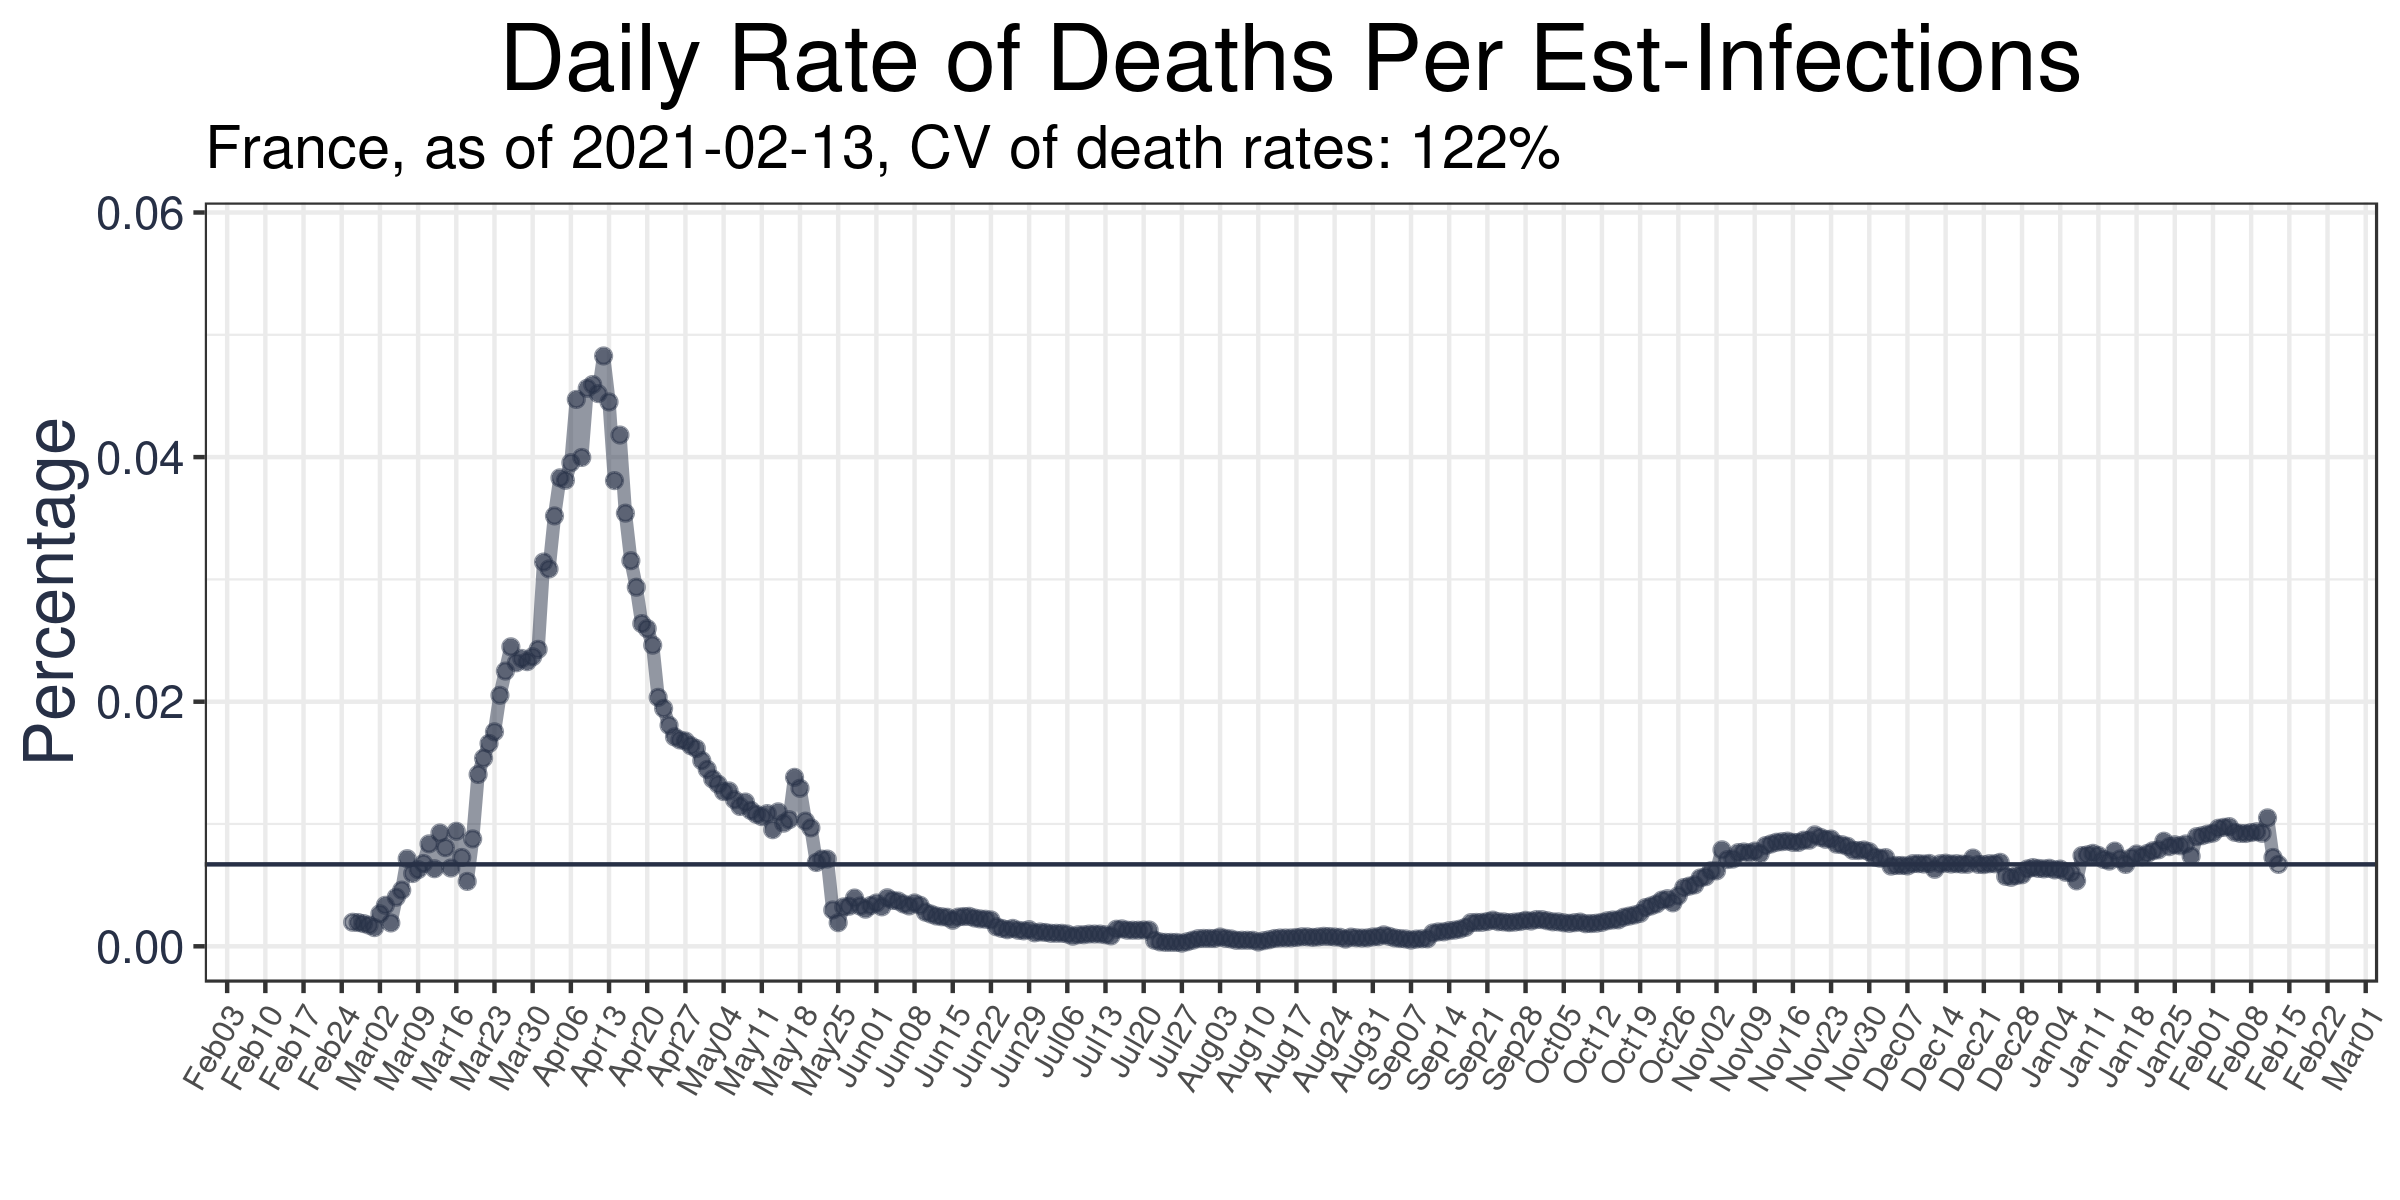 Daily Rate of Deaths Per Est-Infections
France, as of 2021-02-13, CV of death rates: 122%
Percentage
0.06
0.04
0.02
0.00
Feb03
Feb10
Feb17
Feb24
Mar02
Mar09
Mar16
Mar23
Mar30
Apr06
Apr13
Apr20
Apr27
May04
May11
May18
May25
Jun01
Jun08
Jun15
Jun22
Jun29
Jul06
Jul13
Jul20
Jul27
Aug03
Aug10
Aug17
Aug24
Aug31
Sep07
Sep14
Sep21
Sep28
Oct05
Oct12
Oct19
Oct26
Nov02
Nov09
Nov16
Nov23
Nov30
Dec07
Dec14
Dec21
Dec28
Jan04
Jan11
Jan18
Jan25
Feb01
Feb08
Feb15
Feb22
Mar01